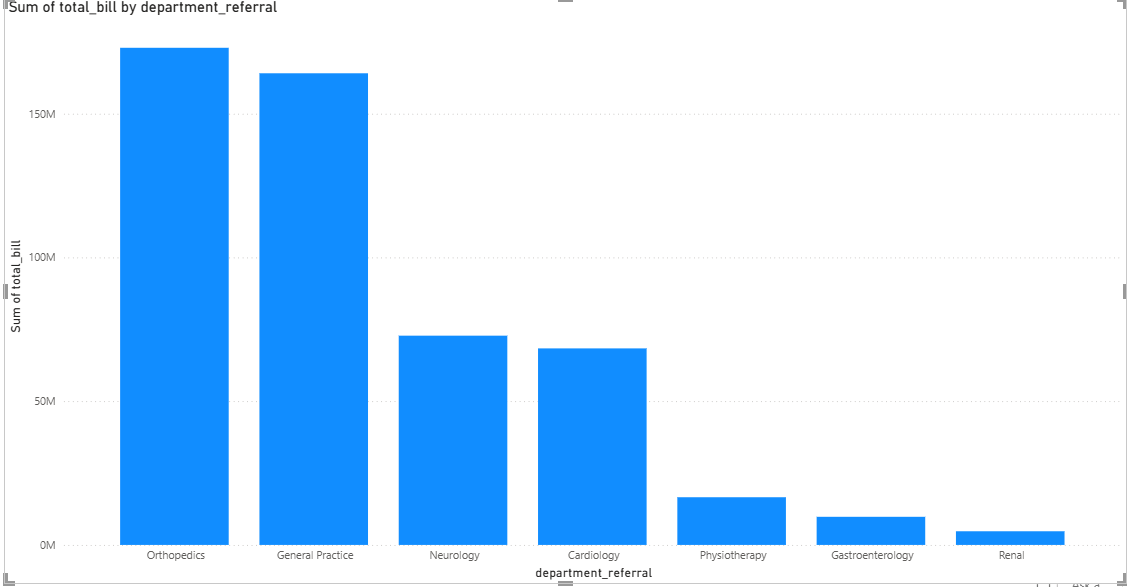 Sum of total_bill by department_referral
150M
100M
50M
0M
Sum of total_bill
Orthopedics General Practice Neurology Cardiology Physiotherapy Gastroenterology Renal
department_referral